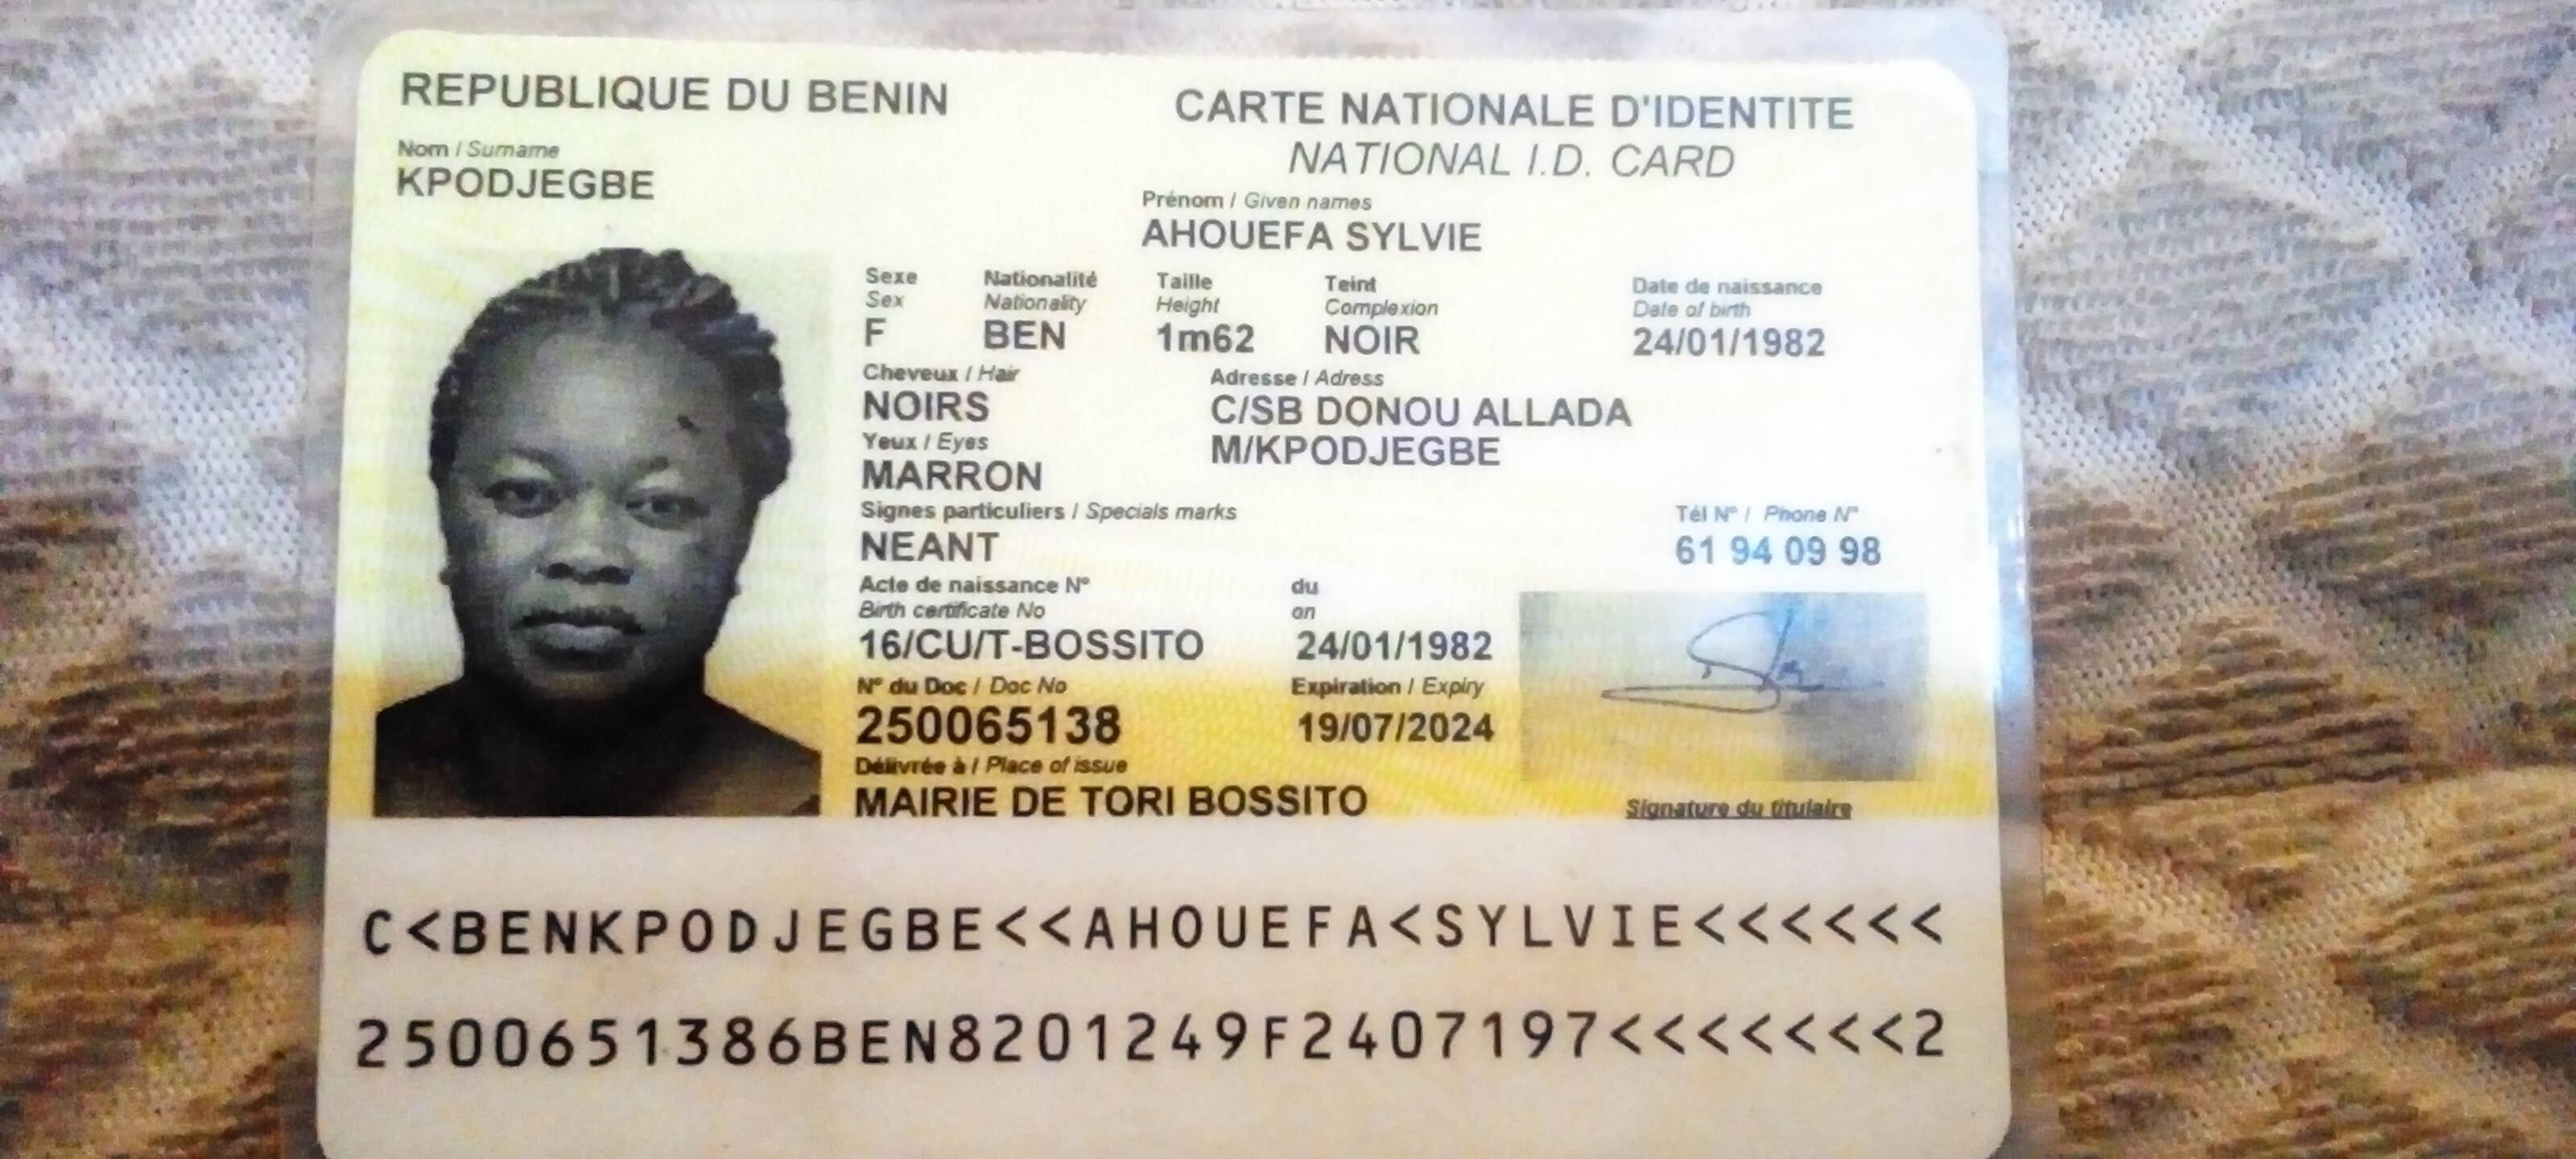 REPUBLIQUE DU BENIN
CARTE NATIONALE D'IDENTITE
NATIONAL I.D. CARD
Nom / Surname
KPODJEGBE
Prénom / Given names
AHOUEFA SYLVIE
Sexe Nationalité Taille Teint Date de naissance
Sex Nationality Height Complexion Date of birth
F BEN 1m62 NOIR 24/01/1982
Cheveux / Hair Adresse / Adress
NOIRS C/SB DONOU ALLADA
Yeux / Eyes M/KPODJEGBE
MARRON
Signes particuliers / Specials marks Tél N° / Phone N°
NEANT 61 94 09 98
Acte de naissance N° du
Birth certificate No on
16/CU/T-BOSSITO 24/01/1982
N° du Doc / Doc No Expiration / Expiry
250065138 19/07/2024
Délivrée à / Place of issue
MAIRIE DE TORI BOSSITO Signature du titulaire
C<BENKPODJEGBE<<AHOUEFA<SYLVIE<<<<<<
2500651386BEN8201249F2407197<<<<<<<2